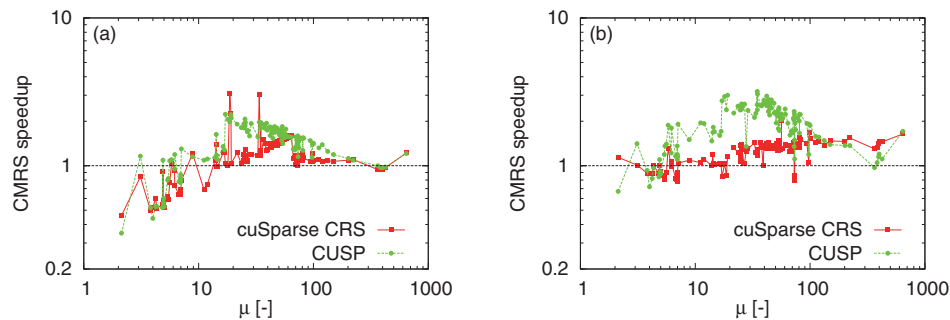 (a)
CMRS speedup
10
1
0.2
cuSparse CRS
CUSP
1 10 100 1000
μ [-]
(b)
CMRS speedup
10
1
0.2
cuSparse CRS
CUSP
1 10 100 1000
μ [-]